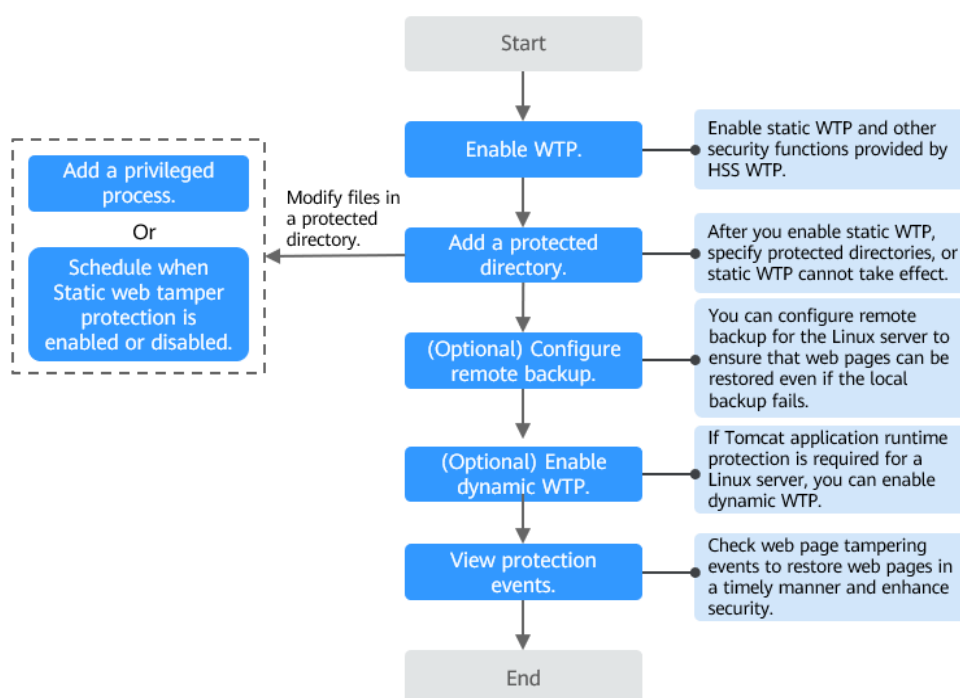 Start
Enable WTP.
Enable static WTP and other
security functions provided by
HSS WTP.
Add a privileged
process.
Or
Schedule when
Static web tamper
protection is
enabled or disabled.
Modify files in
a protected
directory.
Add a protected
directory.
After you enable static WTP,
specify protected directories, or
static WTP cannot take effect.
(Optional) Configure
remote backup.
You can configure remote
backup for the Linux server to
ensure that web pages can be
restored even if the local
backup fails.
(Optional) Enable
dynamic WTP.
If Tomcat application runtime
protection is required for a
Linux server, you can enable
dynamic WTP.
View protection
events.
Check web page tampering
events to restore web pages in
a timely manner and enhance
security.
End